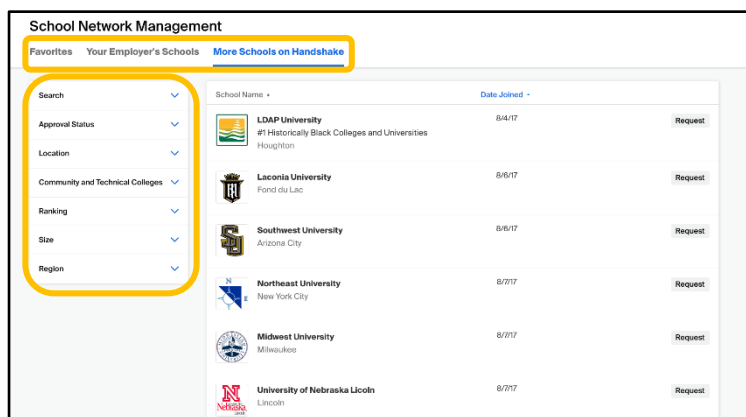 School Network Management
Favorites Your Employer's Schools More Schools on Handshake
Search
Approval Status
Location
Community and Technical Colleges
Ranking
Size
Region
School Name Date Joined
LDAP University 8/4/17 Request
#1 Historically Black Colleges and Universities
Houghton
Laconia University 8/6/17 Request
Fond du Lac
Southwest University 8/6/17 Request
Arizona City
N
E
Northeast University 8/7/17 Request
New York City
Midwest University 8/7/17 Request
Milwaukee
N
Nebraska
University of Nebraska Licoln 8/7/17 Request
Lincoln